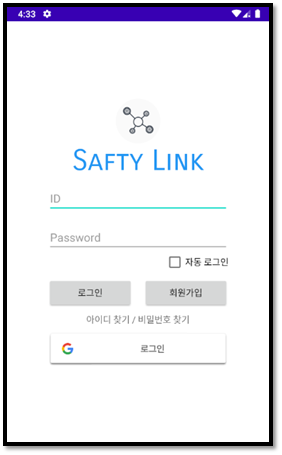 4:33
SAFTY LINK
ID
Password
자동 로그인
로그인 회원가입
아이디 찾기 / 비밀번호 찾기
로그인